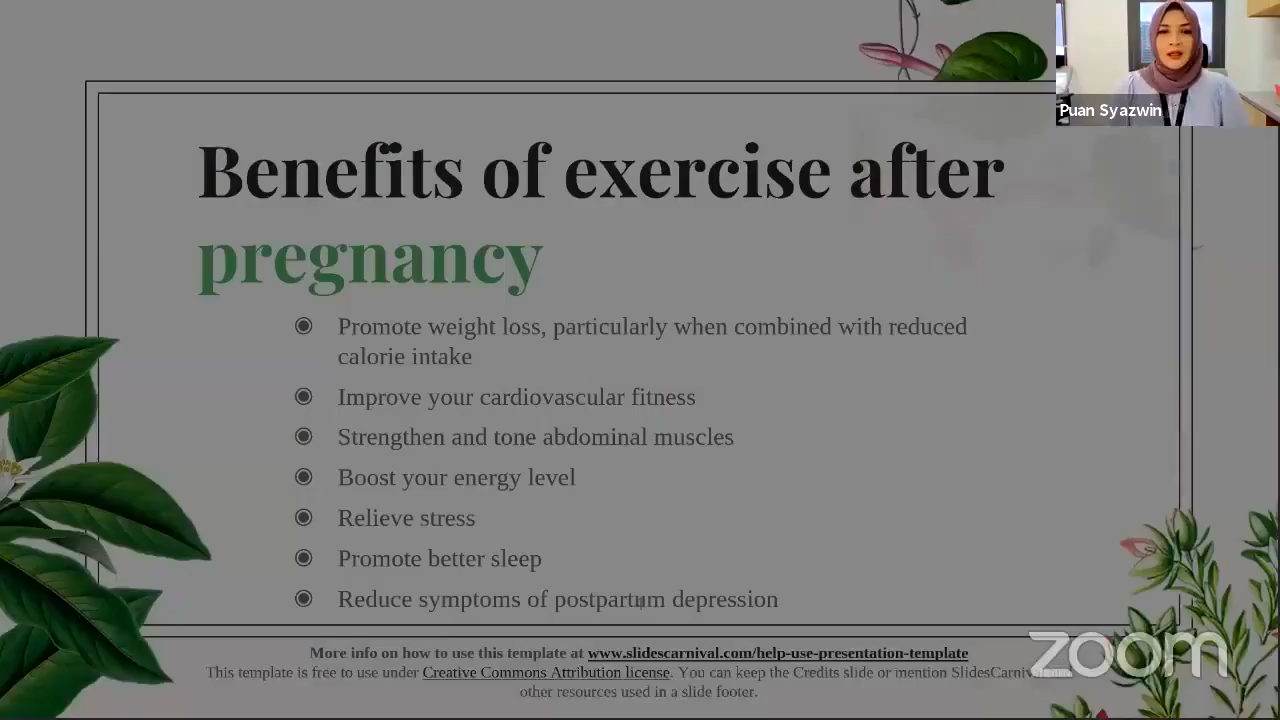 Puan Syazwin
Benefits of exercise after
pregnancy
Promote weight loss, particularly when combined with reduced
calorie intake
Improve your cardiovascular fitness
Strengthen and tone abdominal muscles
Boost your energy level
Relieve stress
Promote better sleep
Reduce symptoms of postpartum depression
More info on how to use this template at www.slidescarnival.com/help-use-presentation-template
This template is free to use under Creative Commons Attribution license. You can keep the Credits slide or mention SlidesCarnival and
other resources used in a slide footer.
zoom